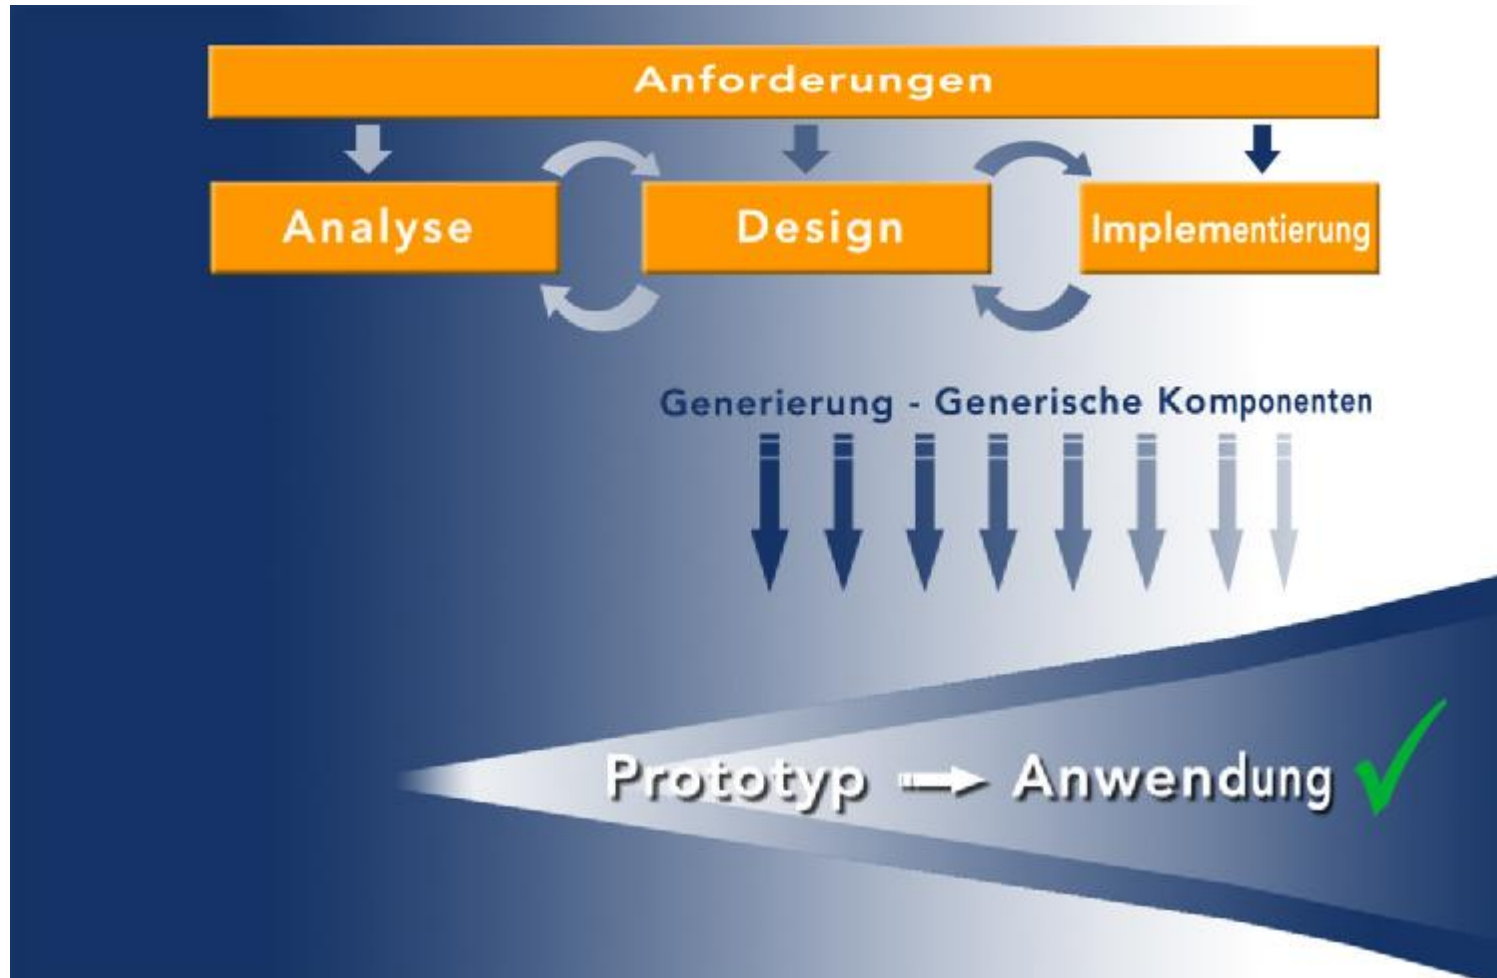 Anforderungen
Analyse Design Implementierung
Generierung - Generische Komponenten
Prototyp Anwendung